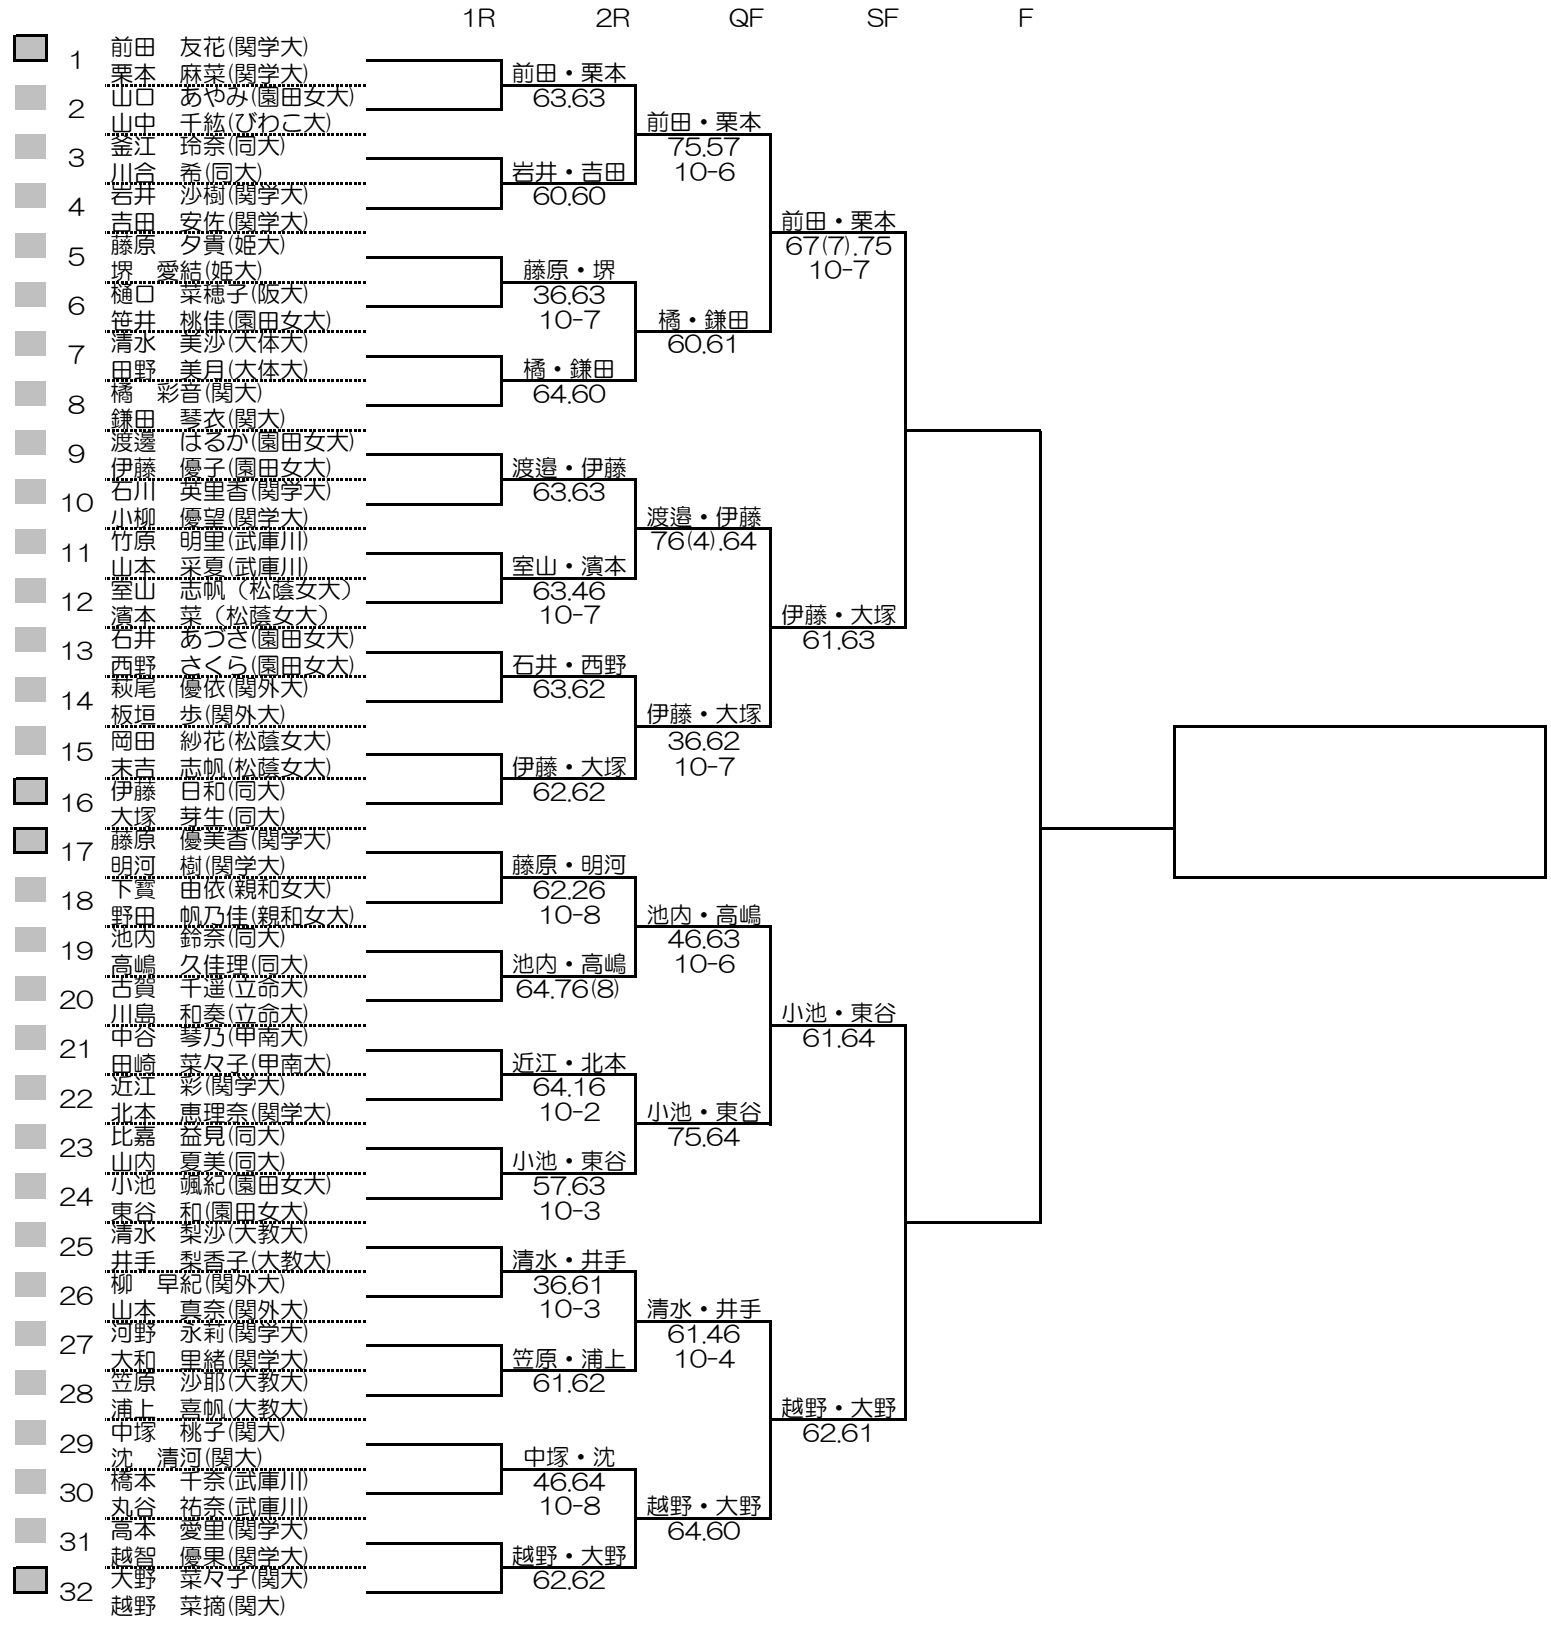 1R 2R QF SF F
1 前田　友花(関学大)
栗本　麻菜(関学大)
前田・栗本
63.63
2 山口　あやみ(園田女大)
山中　千紘(びわこ大)
前田・栗本
75.57
10-6
3 釜江　玲奈(同大)
川合　希(同大)
岩井・吉田
60.60
4 岩井　沙樹(関学大)
吉田　安佐(関学大)
前田・栗本
67(7).75
10-7
5 藤原　夕貴(姫大)
堺　愛結(姫大)
藤原・堺
36.63
10-7
6 樋口　菜穂子(阪大)
笹井　桃佳(園田女大)
橘・鎌田
60.61
7 清水　美沙(大体大)
田野　美月(大体大)
橘・鎌田
64.60
8 橘　彩音(関大)
鎌田　琴衣(関大)
9 渡邊　はるか(園田女大)
伊藤　優子(園田女大)
渡邉・伊藤
63.63
10 石川　英里香(関学大)
小柳　優望(関学大)
渡邉・伊藤
76(4).64
11 竹原　明里(武庫川)
山本　采夏(武庫川)
室山・濱本
63.46
10-7
12 室山　志帆（松蔭女大）
濱本　菜（松蔭女大）
伊藤・大塚
61.63
13 石井　あづさ(園田女大)
西野　さくら(園田女大)
石井・西野
63.62
14 萩尾　優依(関外大)
板垣　歩(関外大)
伊藤・大塚
36.62
10-7
15 岡田　紗花(松蔭女大)
末吉　志帆(松蔭女大)
伊藤・大塚
62.62
16 伊藤　日和(同大)
大塚　芽生(同大)
17 藤原　優美香(関学大)
明河　樹(関学大)
藤原・明河
62.26
10-8
18 下寳　由依(親和女大)
野田　帆乃佳(親和女大)
池内・高嶋
46.63
10-6
19 池内　鈴奈(同大)
高嶋　久佳理(同大)
池内・高嶋
64.76(8)
20 古賀　千遥(立命大)
川島　和奏(立命大)
小池・東谷
61.64
21 中谷　琴乃(甲南大)
田崎　菜々子(甲南大)
近江・北本
64.16
10-2
22 近江　彩(関学大)
北本　恵理奈(関学大)
小池・東谷
75.64
23 比嘉　益見(同大)
山内　夏美(同大)
小池・東谷
57.63
10-3
24 小池　颯紀(園田女大)
東谷　和(園田女大)
25 清水　梨沙(大教大)
井手　梨香子(大教大)
清水・井手
36.61
10-3
26 柳　早紀(関外大)
山本　真奈(関外大)
清水・井手
61.46
10-4
27 河野　永莉(関学大)
大和　里緒(関学大)
笠原・浦上
61.62
28 笠原　沙耶(大教大)
浦上　喜帆(大教大)
越野・大野
62.61
29 中塚　桃子(関大)
沈　清河(関大)
中塚・沈
46.64
10-8
30 橋本　千奈(武庫川)
丸谷　祐奈(武庫川)
越野・大野
64.60
31 高本　愛里(関学大)
越智　優果(関学大)
越野・大野
62.62
32 大野　菜々子(関大)
越野　菜摘(関大)